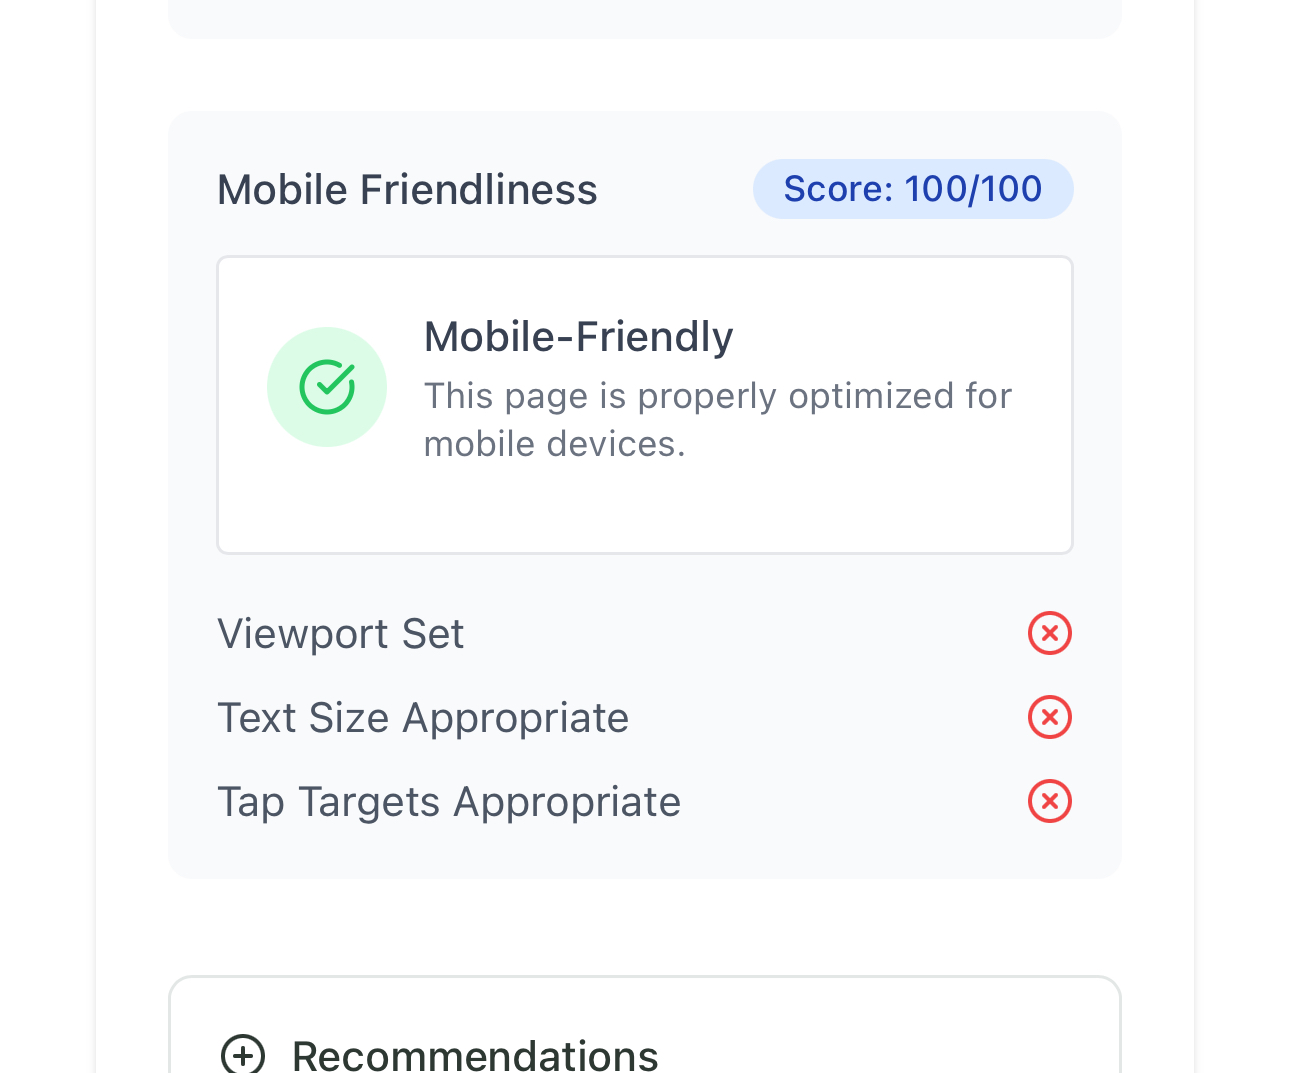 Mobile Friendliness
Score: 100/100
Mobile-Friendly
This page is properly optimized for
mobile devices.
Viewport Set
Text Size Appropriate
Tap Targets Appropriate
Recommendations